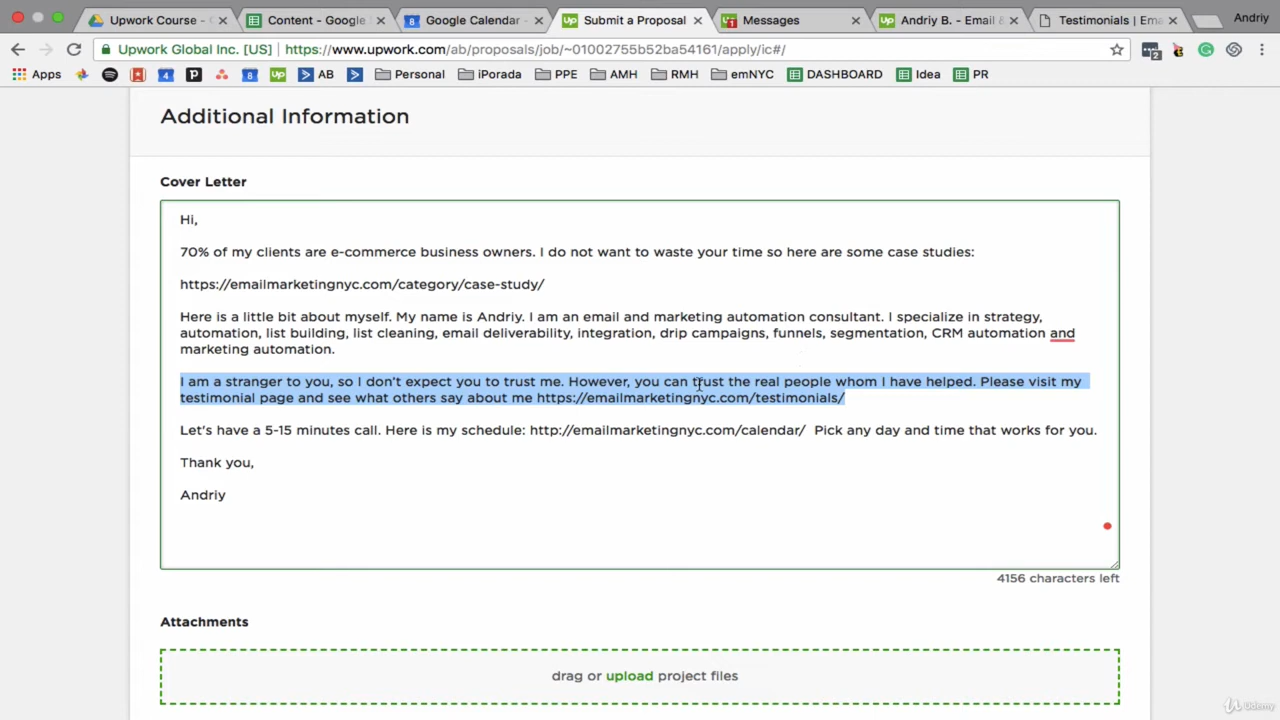 Upwork Course - G
Content - Google S
Google Calendar -
Submit a Proposal
Messages
Andriy B. - Email &
Testimonials | Ema
Andriy
Upwork Global Inc. [US] | https://www.upwork.com/ab/proposals/job/~01002755b52ba54161/apply/ic#/
2
Apps 4 8 Up AB Personal iPorada PPE AMH RMH emNYC DASHBOARD Idea PR
Additional Information
Cover Letter
Hi,
70% of my clients are e-commerce business owners. I do not want to waste your time so here are some case studies:
https://emailmarketingnyc.com/category/case-study/
Here is a little bit about myself. My name is Andriy. I am an email and marketing automation consultant. I specialize in strategy,
automation, list building, list cleaning, email deliverability, integration, drip campaigns, funnels, segmentation, CRM automation and
marketing automation.
I am a stranger to you, so I don't expect you to trust me. However, you can trust the real people whom I have helped. Please visit my
testimonial page and see what others say about me https://emailmarketingnyc.com/testimonials/
Let's have a 5-15 minutes call. Here is my schedule: http://emailmarketingnyc.com/calendar/ Pick any day and time that works for you.
Thank you,
Andriy
4156 characters left
Attachments
drag or upload project files
Udemy